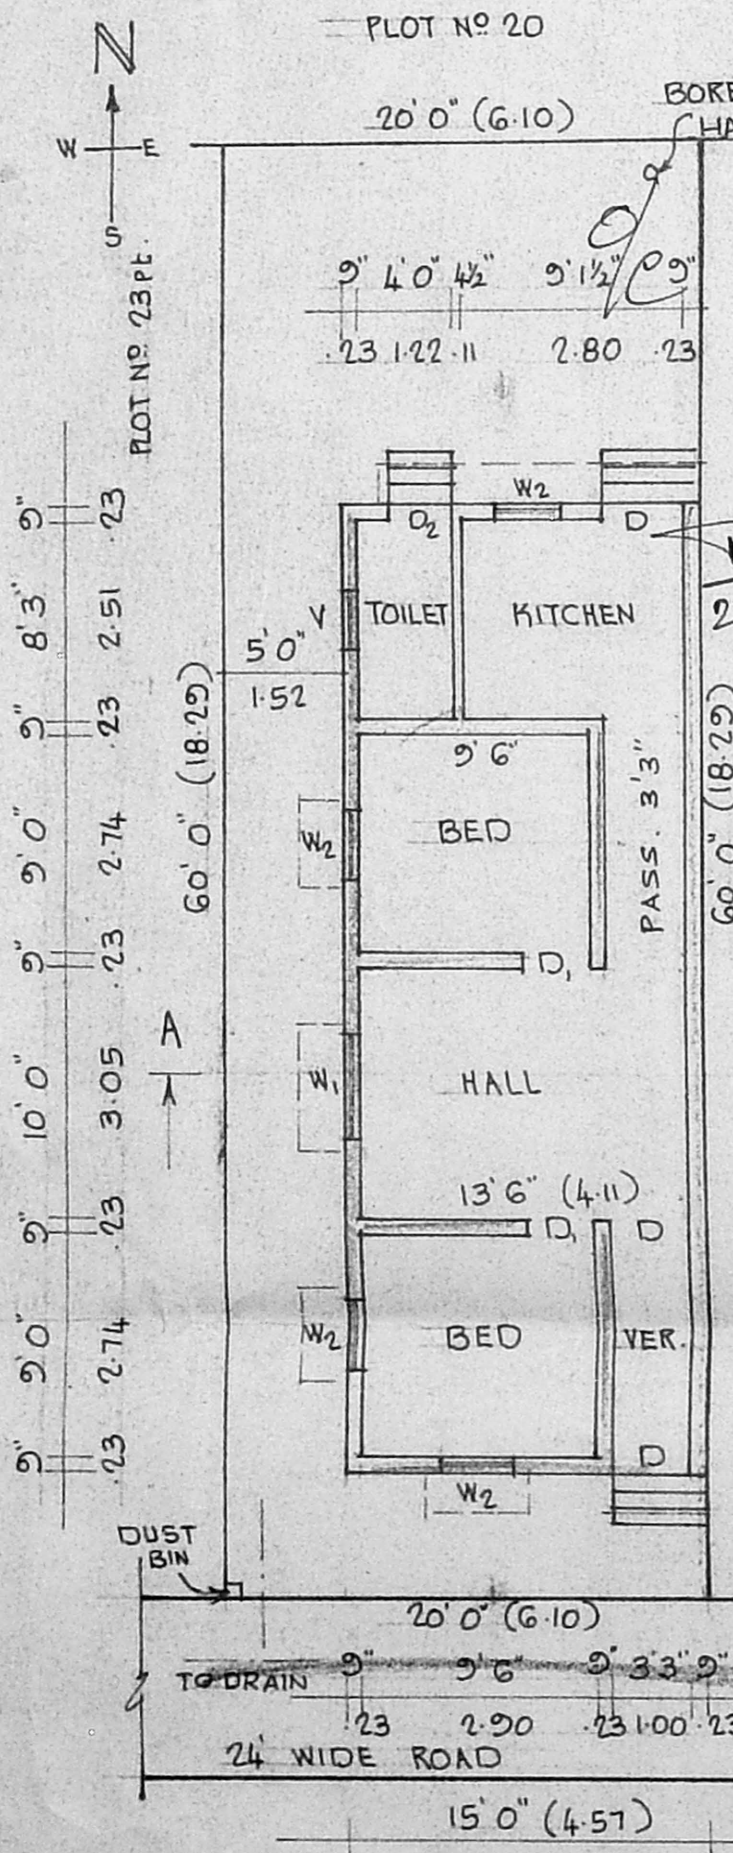 PLOT Nº 20
N
W E
S
20' 0" (6.10)
PLOT Nº 23 pt.
9" 4' 0" 4½" 9' 1½" 9"
.23 1.22 .11 2.80 .23
9" .23
8' 3" 2.51
9" .23
9' 0" 2.74
9" .23
10' 0" 3.05
9" .23
9' 0" 2.74
9" .23
W2
D2 D
V TOILET KITCHEN
5' 0"
1.52
60' 0" (18.29)
60' 0" (18.29)
9' 6"
W2 BED
PASS. 3' 3"
D1
A
W1 HALL
13' 6" (4.11)
D1 D
W2 BED VER.
D
W2
DUST
BIN
20' 0" (6.10)
TO DRAIN
9" 9' 6" 9" 3' 3" 9"
.23 2.90 .23 1.00 .23
24' WIDE ROAD
15' 0" (4.57)